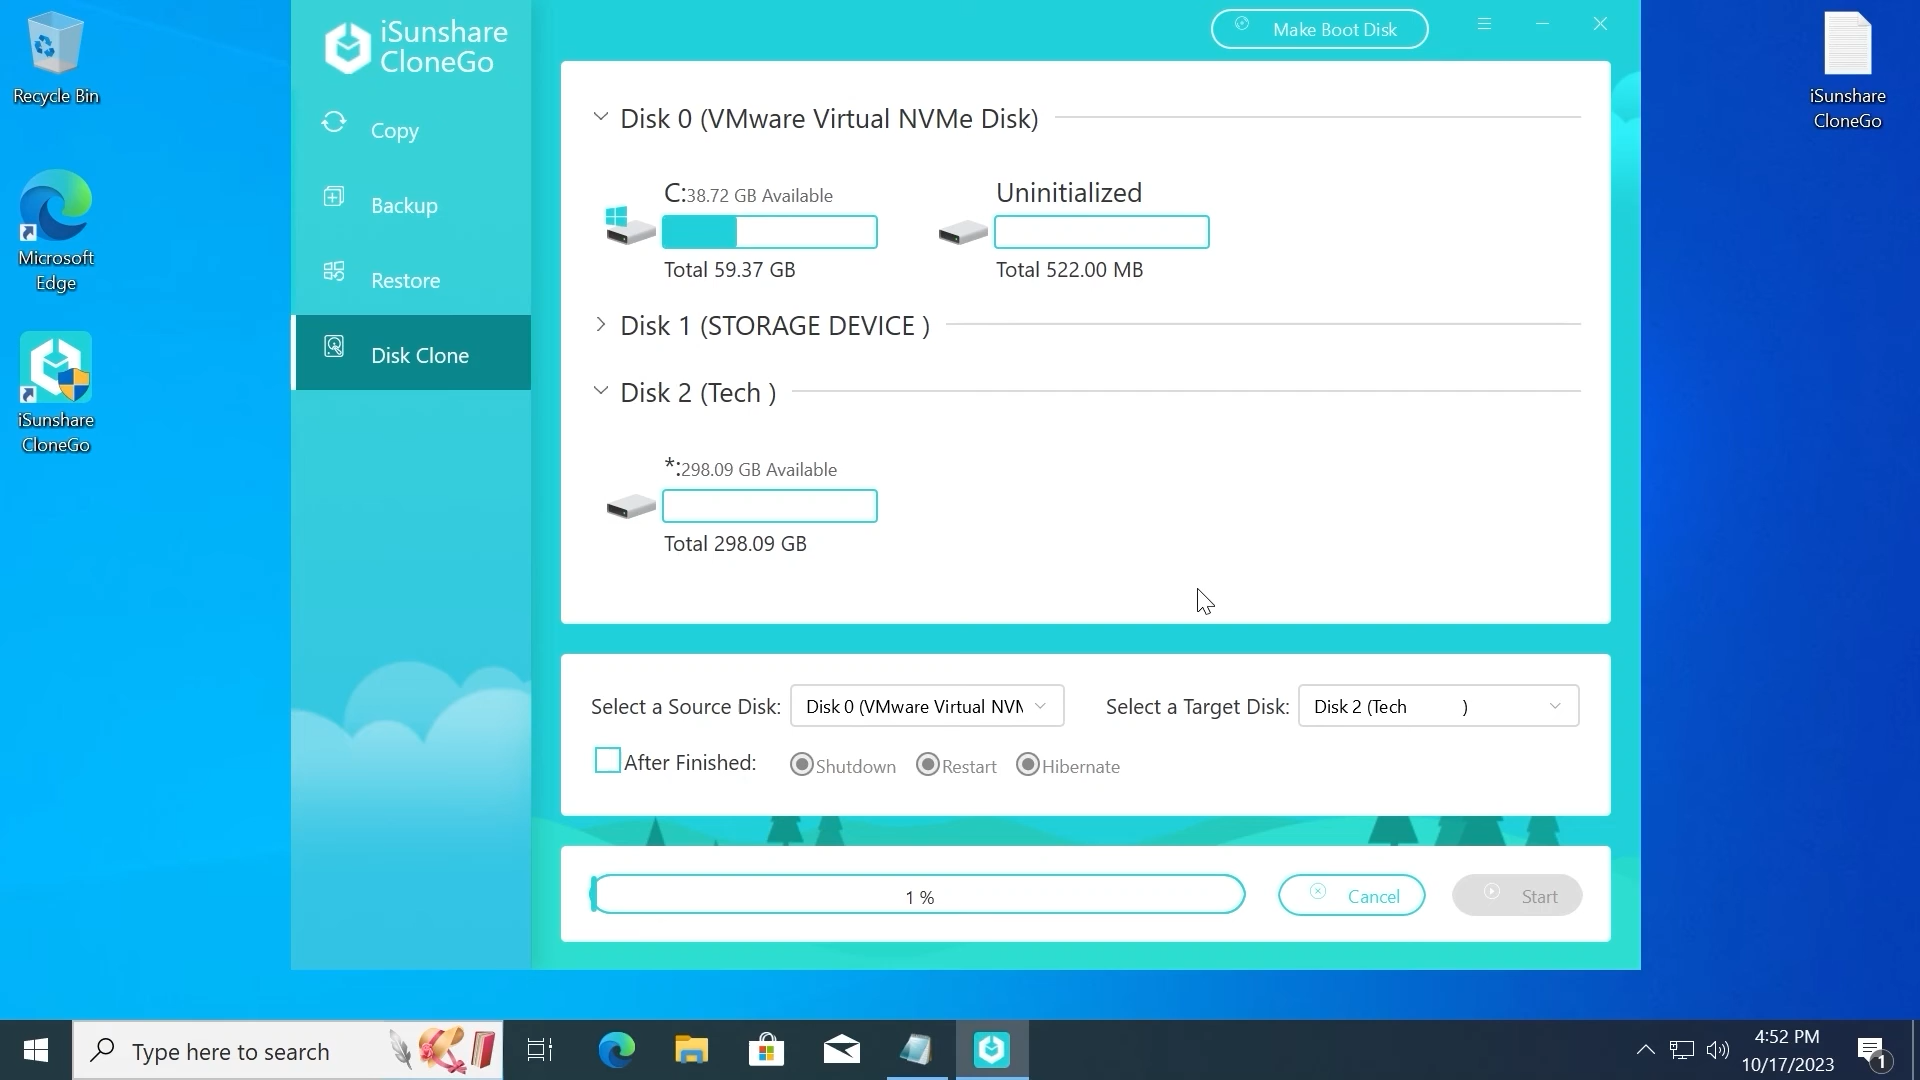 Recycle Bin
Microsoft
Edge
iSunshare
CloneGo
iSunshare
CloneGo
Copy
Backup
Restore
Disk Clone
Make Boot Disk
Disk 0 (VMware Virtual NVMe Disk)
C:38.72 GB Available
Total 59.37 GB
Uninitialized
Total 522.00 MB
Disk 1 (STORAGE DEVICE )
Disk 2 (Tech )
*:298.09 GB Available
Total 298.09 GB
Select a Source Disk: Disk 0 (VMware Virtual NVM Select a Target Disk: Disk 2 (Tech )
After Finished: Shutdown Restart Hibernate
1 % Cancel Start
iSunshare
CloneGo
Type here to search
4:52 PM
10/17/2023
1